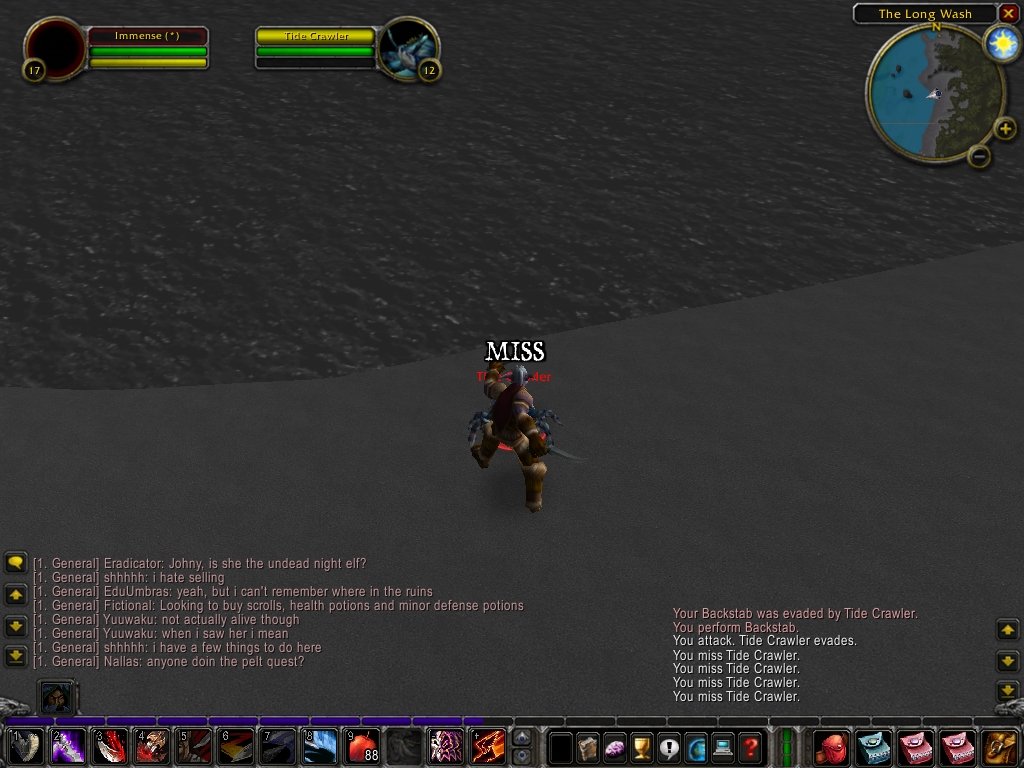 Immense (*)
17
Tide Crawler
12
The Long Wash
N
MISS
[1. General] Eradicator: Johny, is she the undead night elf?
[1. General] shhhhh: i hate selling
[1. General] EduUmbras: yeah, but i can't remember where in the ruins
[1. General] Fictional: Looking to buy scrolls, health potions and minor defense potions
[1. General] Yuuwaku: not actually alive though
[1. General] Yuuwaku: when i saw her i mean
[1. General] shhhhh: i have a few things to do here
[1. General] Nallas: anyone doin the pelt quest?
Your Backstab was evaded by Tide Crawler.
You perform Backstab.
You attack. Tide Crawler evades.
You miss Tide Crawler.
You miss Tide Crawler.
You miss Tide Crawler.
You miss Tide Crawler.
1 2 3 4 5 6 7 8 9 88